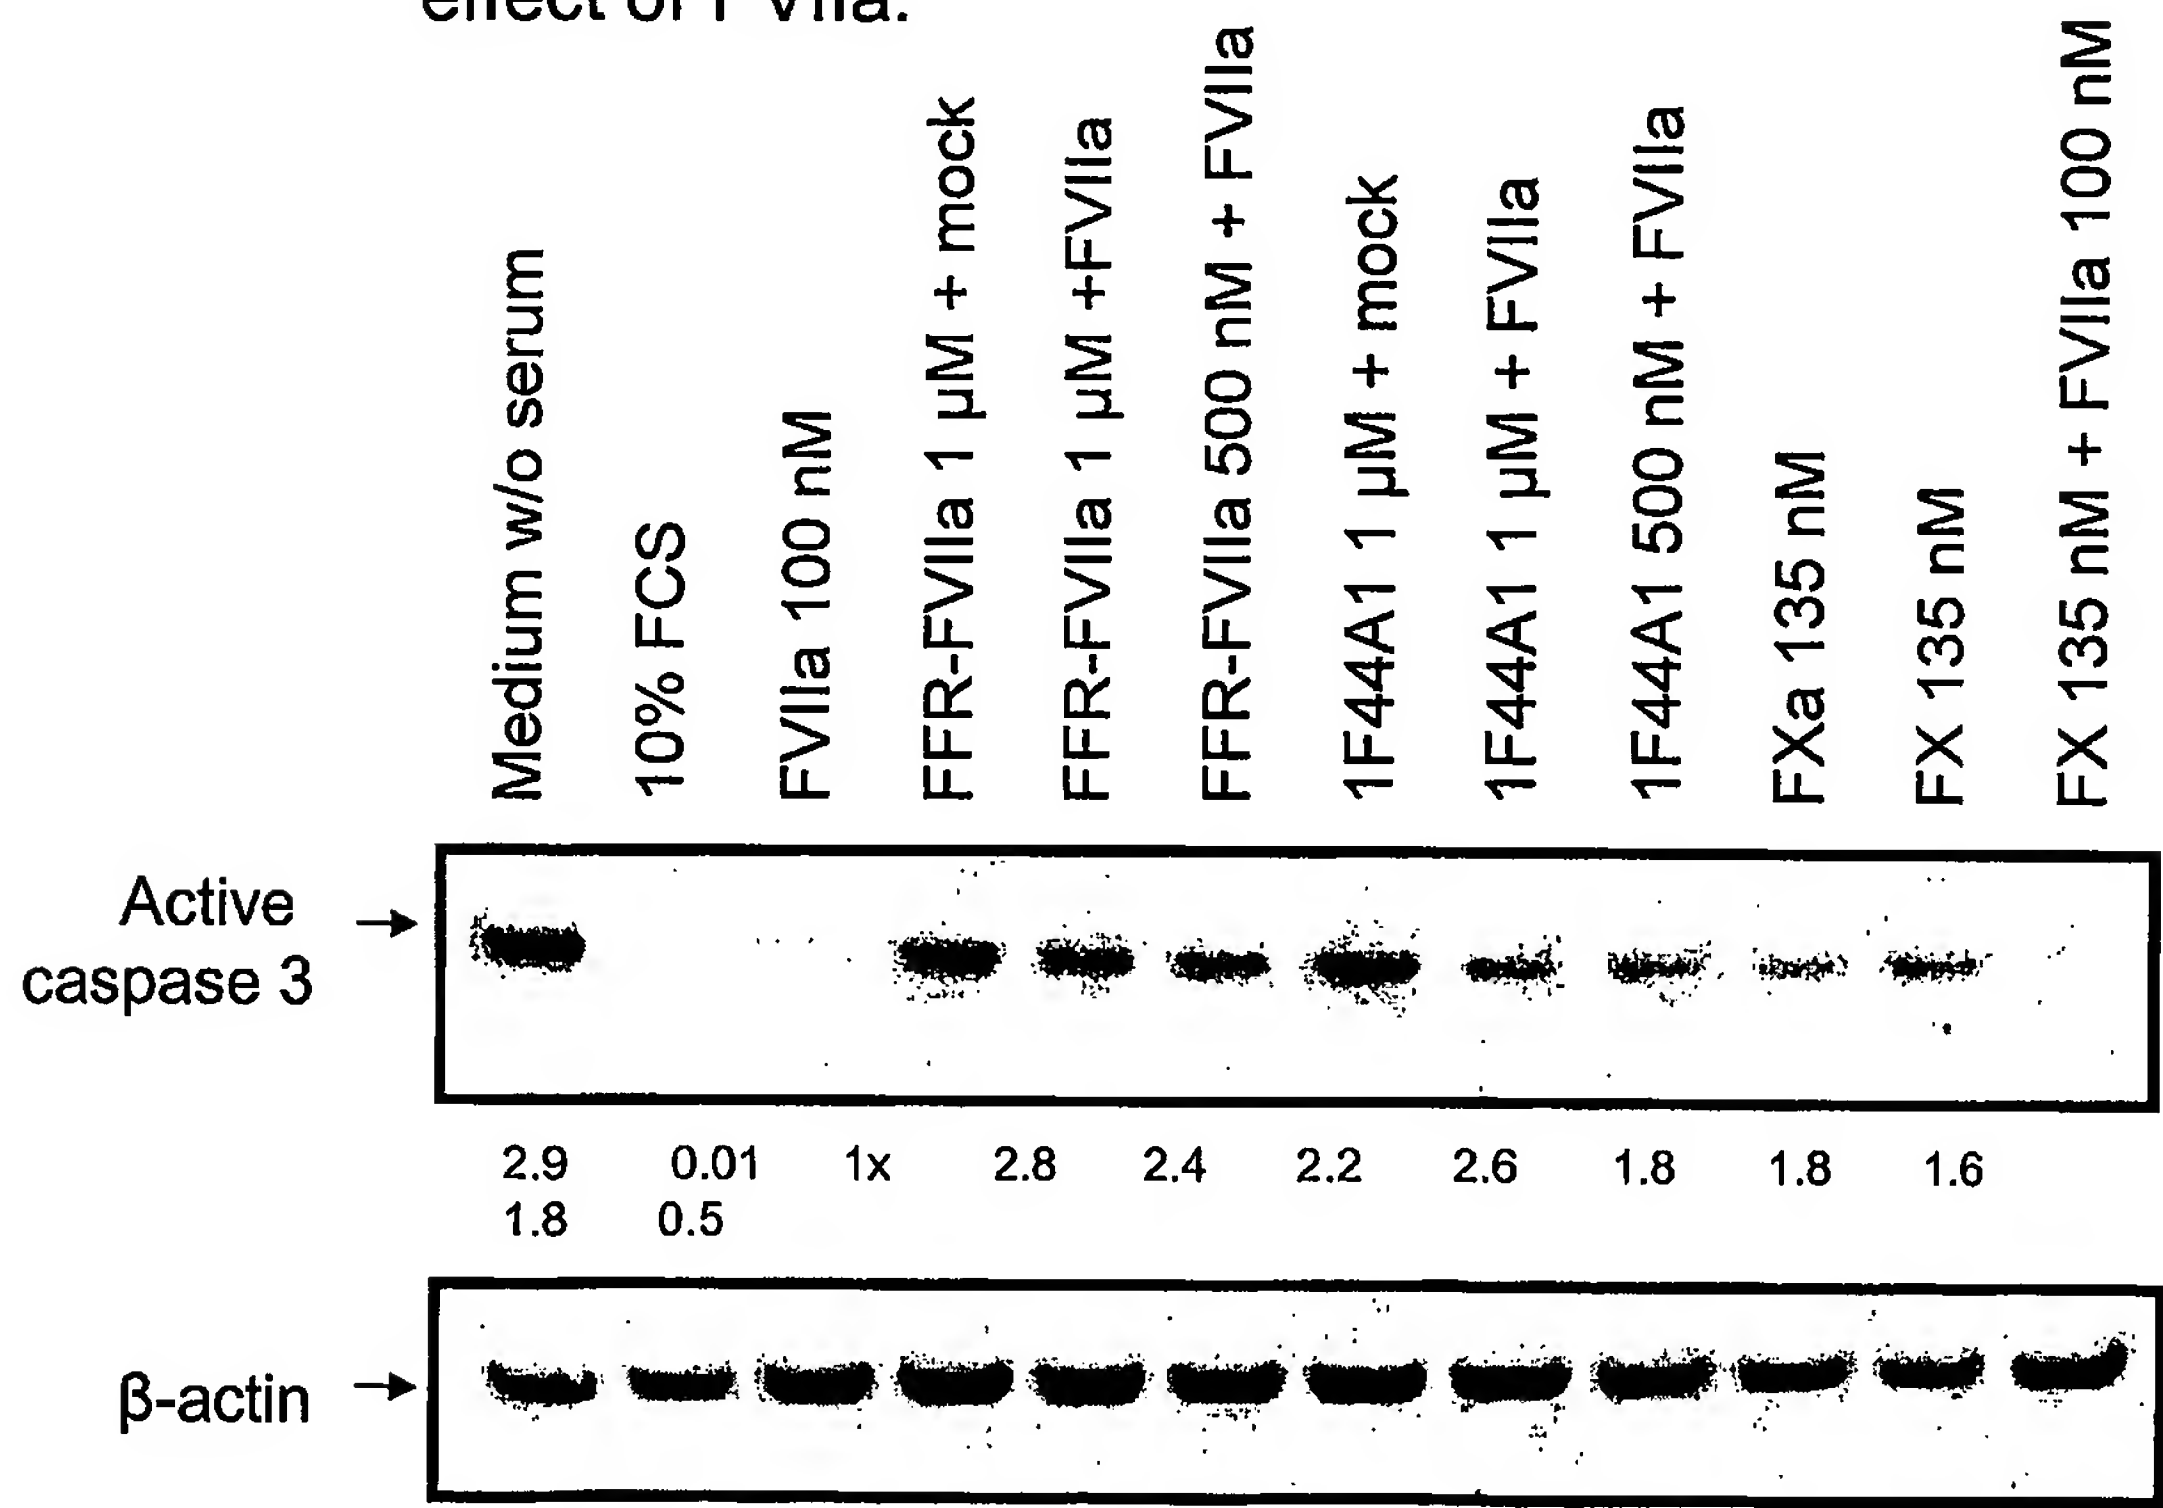 effect of FVIIa.
Medium w/o serum
10% FCS
FVIIa 100 nM
FFR-FVIIa 1 µM + mock
FFR-FVIIa 1 µM +FVIIa
FFR-FVIIa 500 nM + FVIIa
1F44A1 1 µM + mock
1F44A1 1 µM + FVIIa
1F44A1 500 nM + FVIIa
FXa 135 nM
FX 135 nM
FX 135 nM + FVIIa 100 nM
Active
caspase 3
2.9 0.01 1x 2.8 2.4 2.2 2.6 1.8 1.8 1.6
1.8 0.5
β-actin